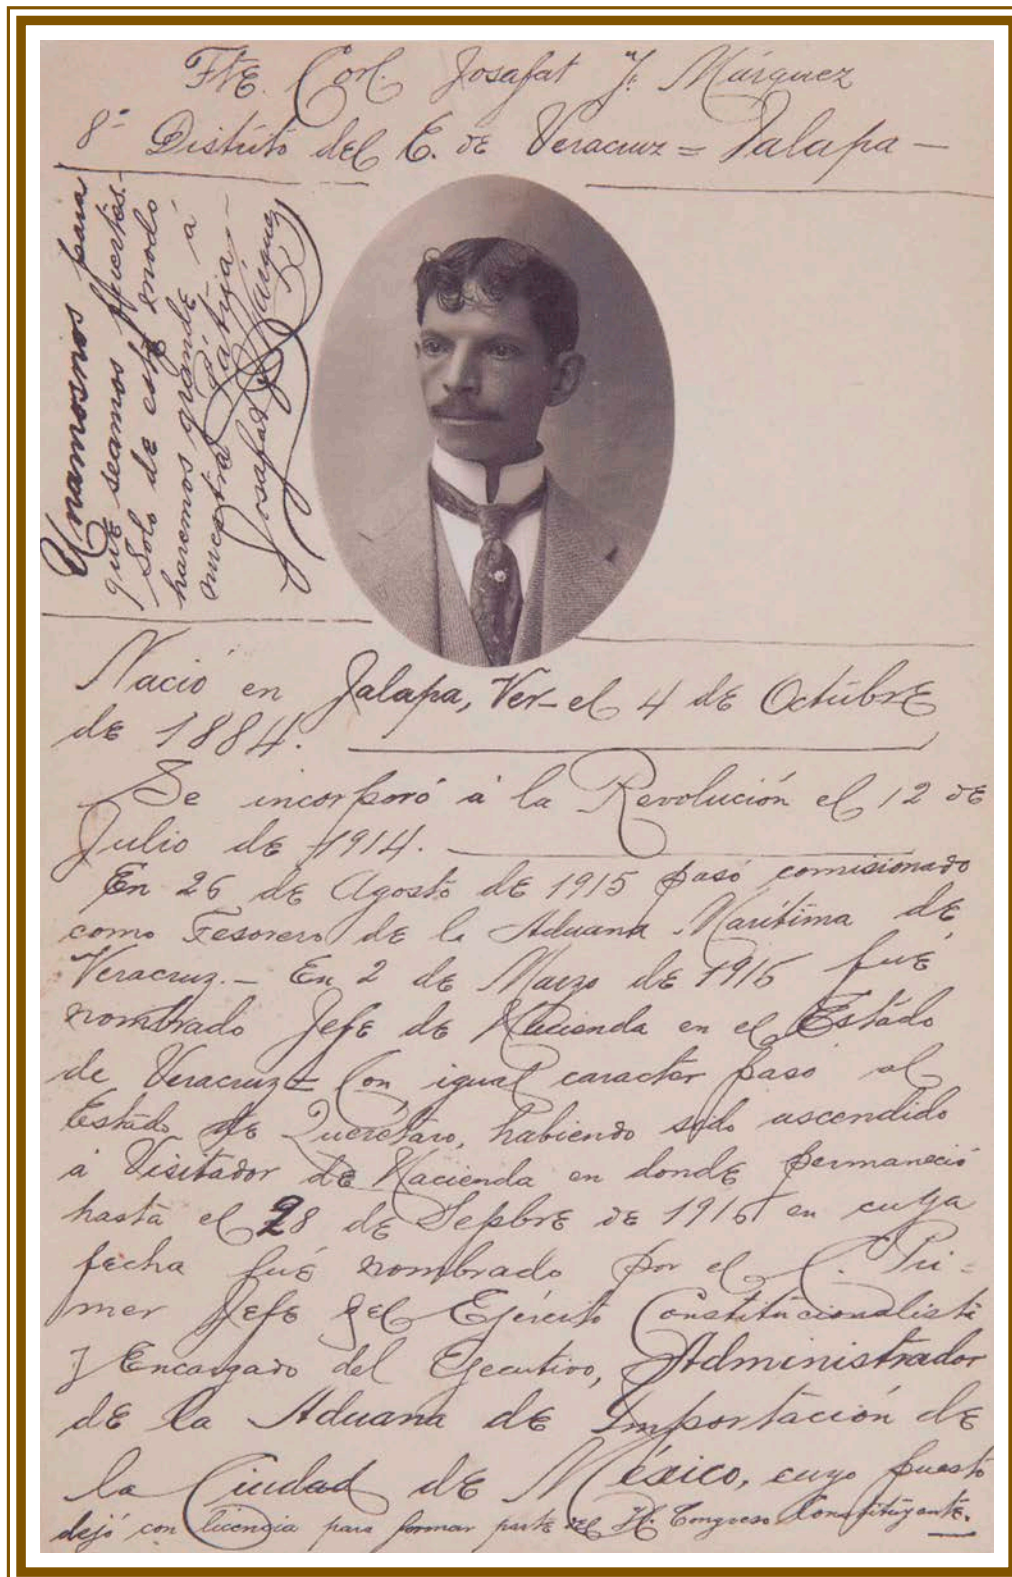 FtE. Corl. Josafat F. Márquez
8º Distrito del E. de Veracruz = Jalapa —
Unamosnos para
que seamos fuertes.-
Solo de este modo
haremos grande á
nuestra Pátria -
Josafat F. Márquez
Nació en Jalapa, Ver- el 4 de Octubre
de 1884.
Se incorporó á la Revolución el 12 de
Julio de 1914.
En 26 de Agosto de 1915 pasó comisionado
como Tesorero de la Aduana Marítima de
Veracruz.- En 2 de Marzo de 1915 fué
nombrado Jefe de Hacienda en el Estado
de Veracruz = Con igual caracter pasó al
Estado de Querétaro, habiendo sido ascendido
á Visitador de Hacienda en donde permaneció
hasta el 28 de Sepbre de 1916 en cuya
fecha fué nombrado por el C. Pri=
mer Jefe del Ejército Constitucionalista
y Encargado del Ejecutivo, Administrador
de la Aduana de Importación de
la Ciudad de México, cuyo puesto
dejó con licencia para formar parte del H. Congreso Constituyente.